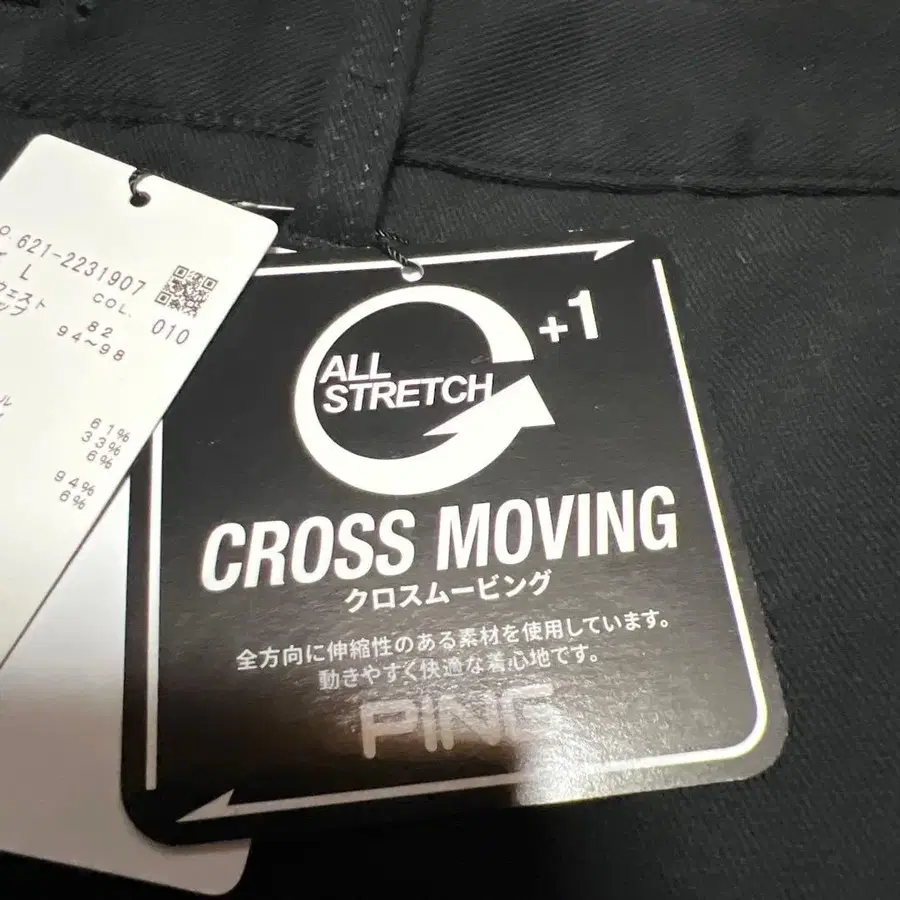 621-2231907
L
COL.
010
82
94~98
61%
33%
6%
94%
6%
+1
ALL
STRETCH
CROSS MOVING
クロスムービング
全方向に伸縮性のある素材を使用しています。
動きやすく快適な着心地です。
PING